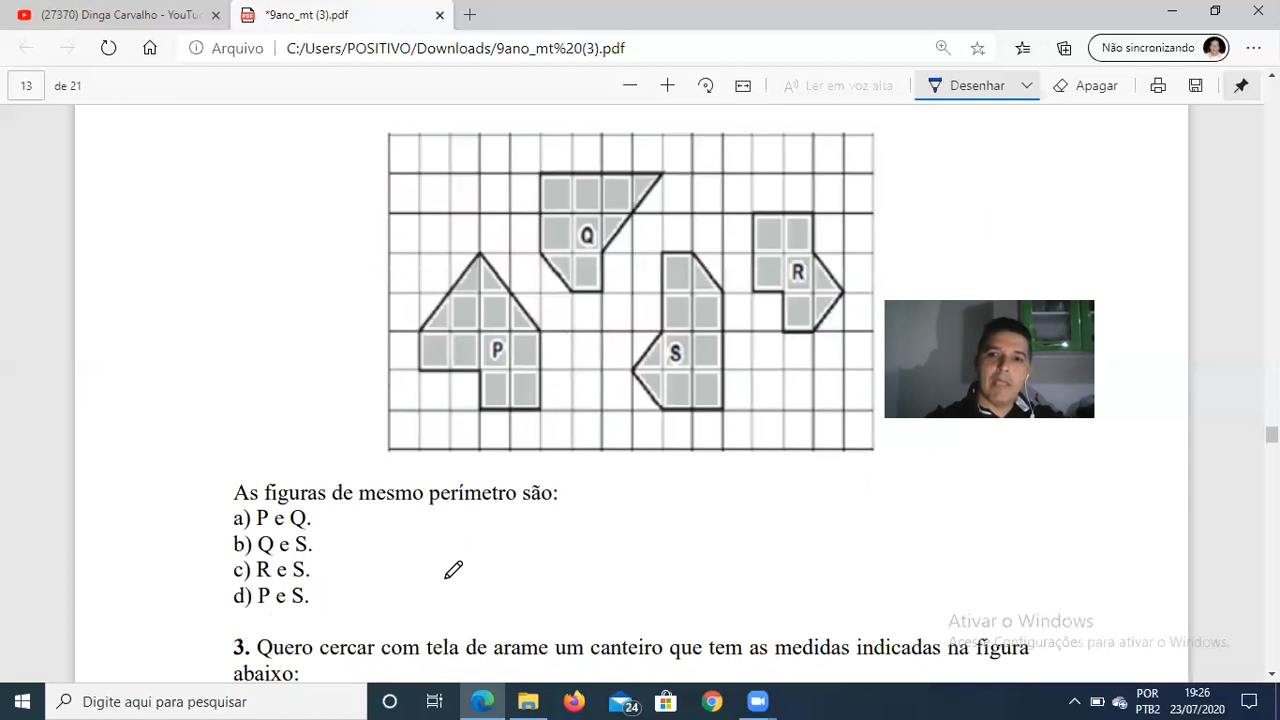 (27370) Dinga Carvalho - YouTu
*9ano_mt (3).pdf
Arquivo
C:/Users/POSITIVO/Downloads/9ano_mt%20(3).pdf
Não sincronizando
13 de 21
Ler em voz alta
Desenhar
Apagar
Q
R
P
S
As figuras de mesmo perímetro são:
a) P e Q.
b) Q e S.
c) R e S.
d) P e S.
Ativar o Windows
Acesse Configurações para ativar o Windows.
3. Quero cercar com tela de arame um canteiro que tem as medidas indicadas na figura
abaixo:
Digite aqui para pesquisar
24
POR
PTB2
19:26
23/07/2020